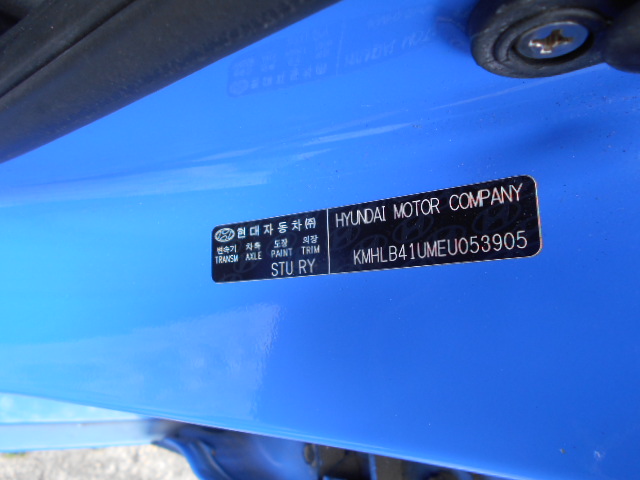 현대자동차㈜
변속기 차축 도장 의장
TRANSM AXLE PAINT TRIM
STU RY
HYUNDAI MOTOR COMPANY
KMHLB41UMEU053905